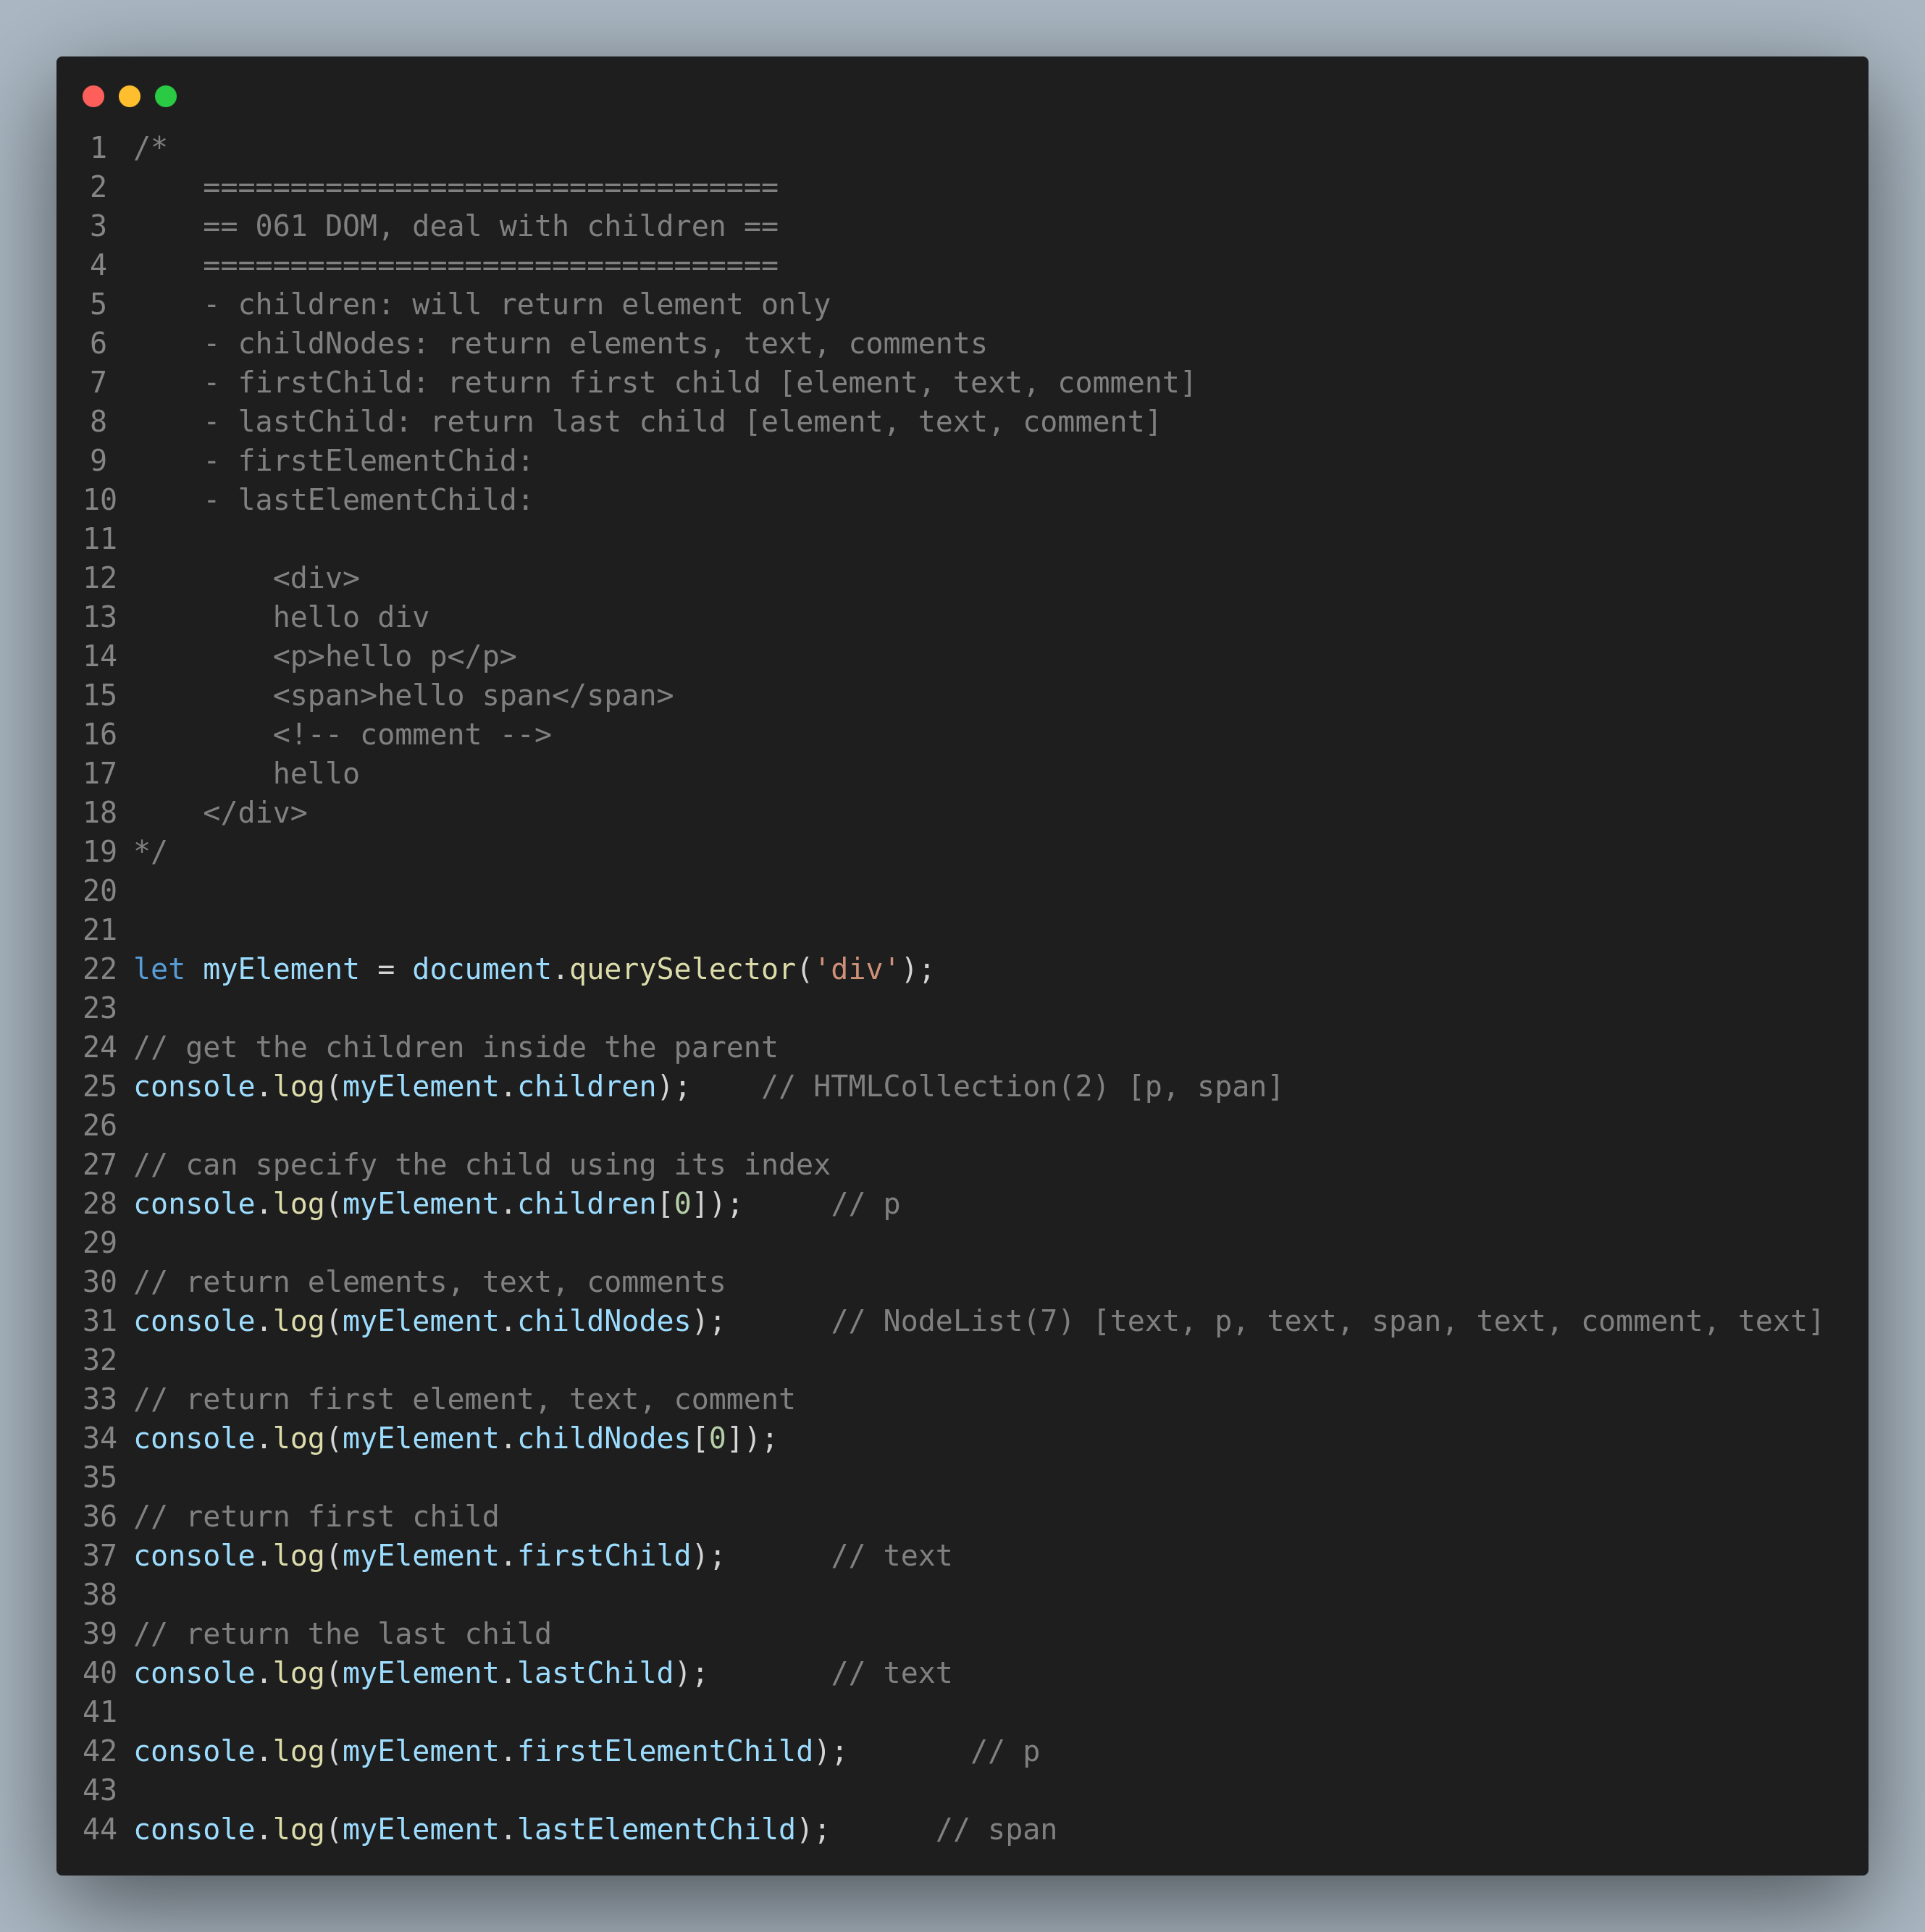 1 /*
2     =================================
3     == 061 DOM, deal with children ==
4     =================================
5     - children: will return element only
6     - childNodes: return elements, text, comments
7     - firstChild: return first child [element, text, comment]
8     - lastChild: return last child [element, text, comment]
9     - firstElementChid:
10     - lastElementChild:
11
12         <div>
13         hello div
14         <p>hello p</p>
15         <span>hello span</span>
16         <!-- comment -->
17         hello
18     </div>
19 */
20
21
22 let myElement = document.querySelector('div');
23
24 // get the children inside the parent
25 console.log(myElement.children);    // HTMLCollection(2) [p, span]
26
27 // can specify the child using its index
28 console.log(myElement.children[0]);     // p
29
30 // return elements, text, comments
31 console.log(myElement.childNodes);      // NodeList(7) [text, p, text, span, text, comment, text]
32
33 // return first element, text, comment
34 console.log(myElement.childNodes[0]);
35
36 // return first child
37 console.log(myElement.firstChild);      // text
38
39 // return the last child
40 console.log(myElement.lastChild);       // text
41
42 console.log(myElement.firstElementChild);       // p
43
44 console.log(myElement.lastElementChild);      // span